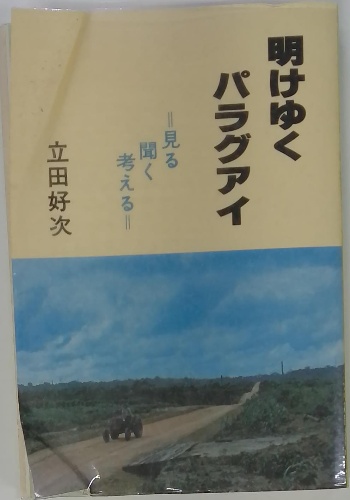 明けゆく
パラグアイ
=見る
聞く
考える=
立田好次